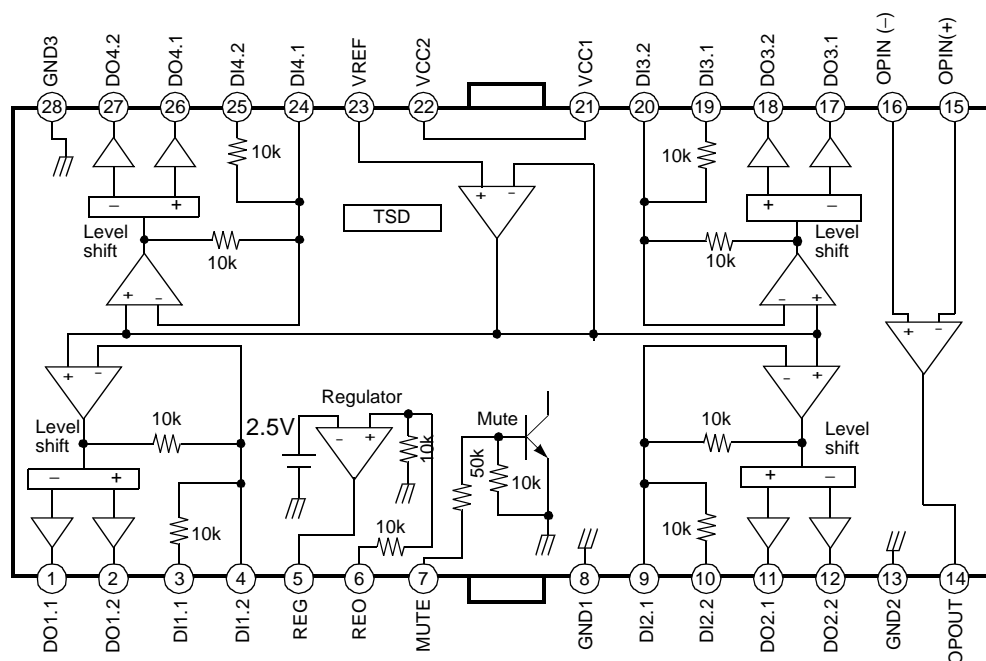 GND3
DO4.2
DO4.1
DI4.2
DI4.1
VREF
VCC2
VCC1
DI3.2
DI3.1
DO3.2
DO3.1
OPIN (−)
OPIN(+)
28 27 26 25 24 23 22 21 20 19 18 17 16 15
10k
10k
− +
+ −
TSD
+ -
Level
shift
Level
shift
10k
10k
+ -
- +
+ -
+ -
- +
Regulator
Mute
Level
shift
2.5V
10k
- +
10k
50k
10k
10k
Level
shift
− +
+ −
10k
10k
10k
1 2 3 4 5 6 7 8 9 10 11 12 13 14
DO1.1
DO1.2
DI1.1
DI1.2
REG
REO
MUTE
GND1
DI2.1
DI2.2
DO2.1
DO2.2
GND2
OPOUT